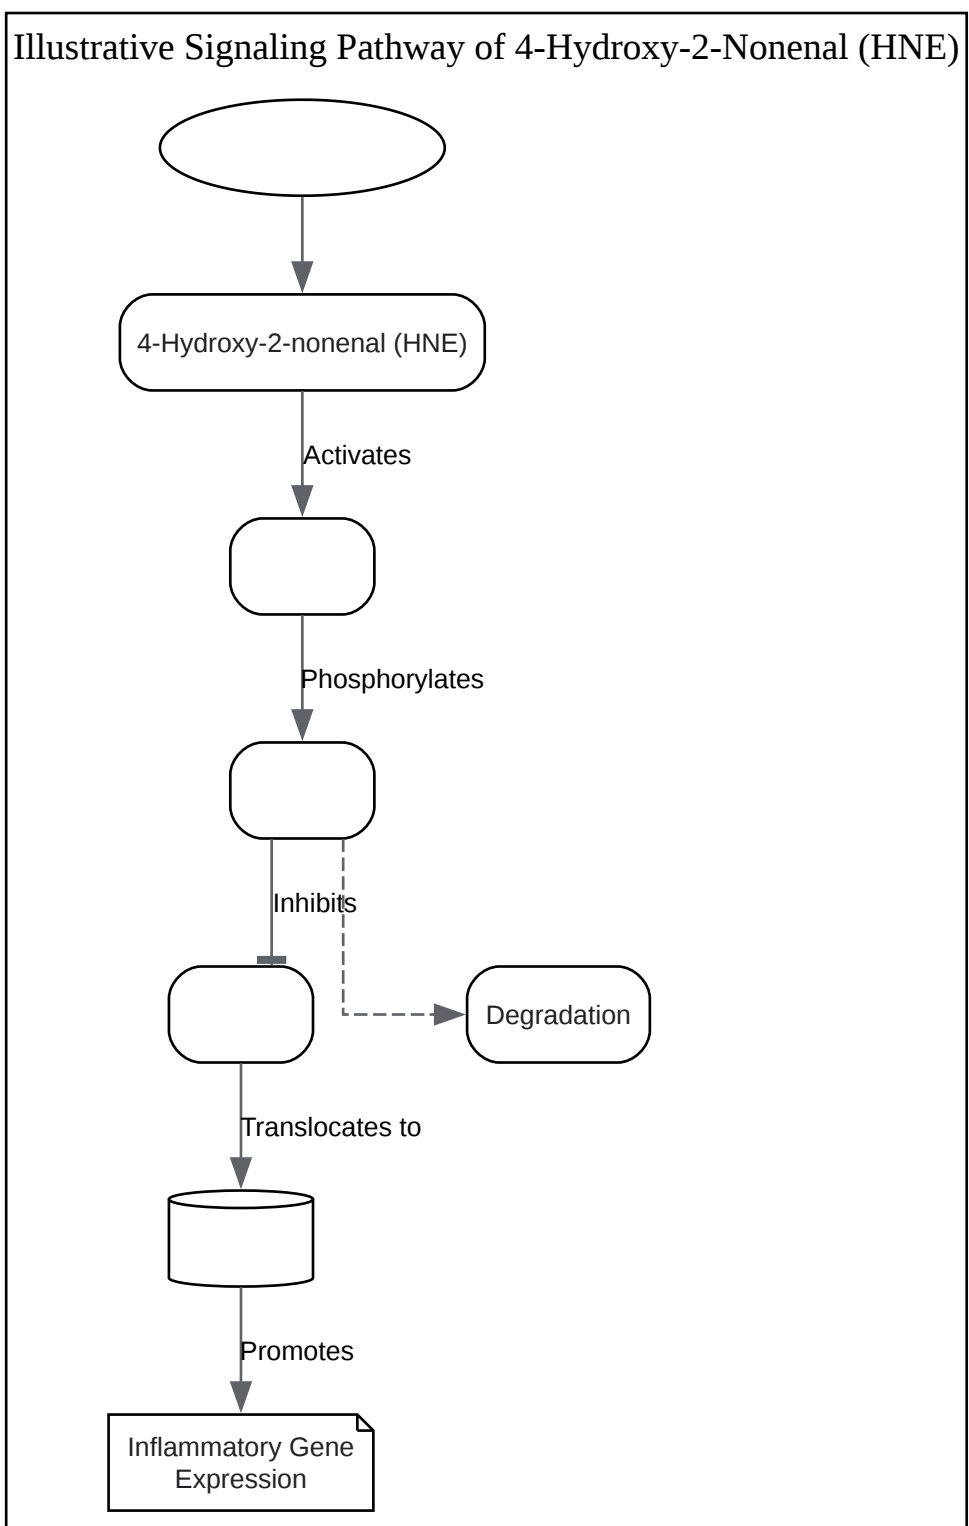 Illustrative Signaling Pathway of 4-Hydroxy-2-Nonenal (HNE)
4-Hydroxy-2-nonenal (HNE)
Activates
Phosphorylates
Inhibits
Degradation
Translocates to
Promotes
Inflammatory Gene
Expression